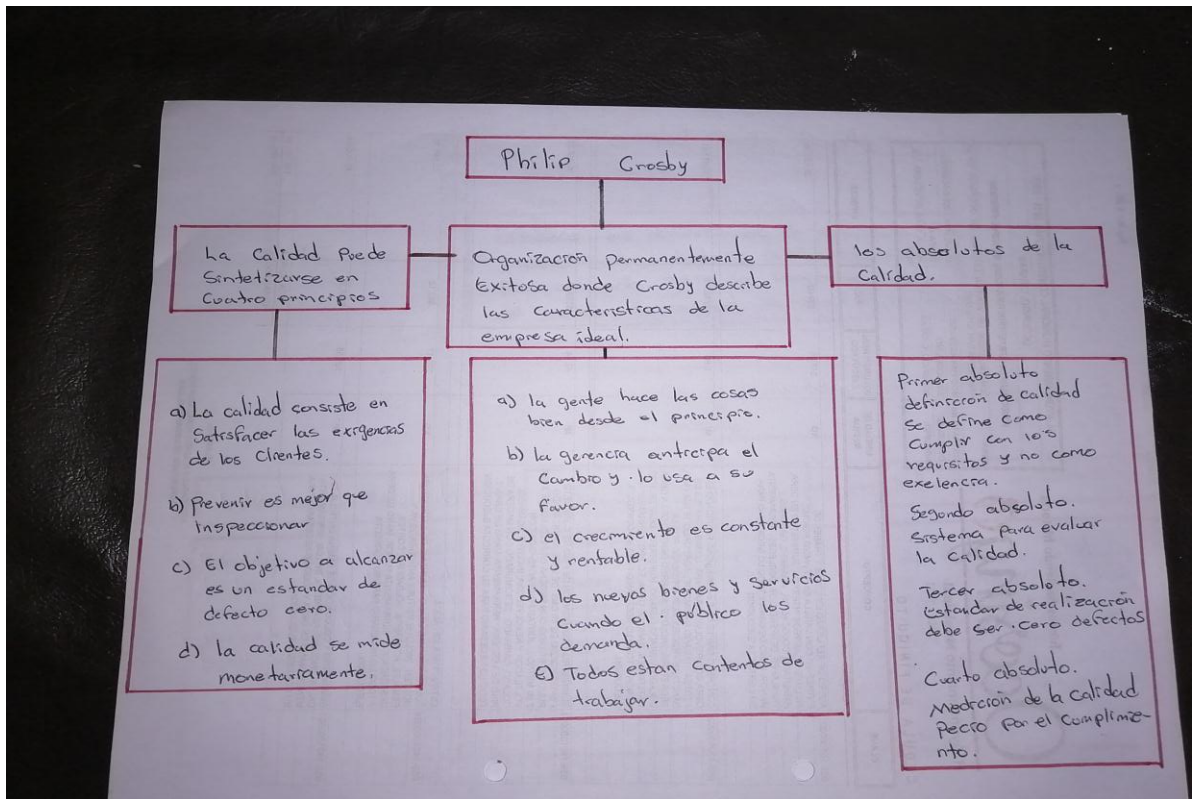 Philip Crosby
La Calidad Puede
Sintetizarse en
Cuatro principios
Organización permanentemente
Exitosa donde Crosby describe
las caracteristicas de la
empresa ideal.
los absolutos de la
Calidad.
a) La calidad consiste en
Satisfacer las exigencias
de los Clientes.
b) Prevenir es mejor que
Inspeccionar
c) El objetivo a alcanzar
es un estandar de
defecto cero.
d) la calidad se mide
monetariamente.
a) la gente hace las cosas
bien desde el principio.
b) la gerencia anticipa el
Cambio y lo usa a su
favor.
c) el crecimiento es constante
y rentable.
d) los nuevos bienes y servicios
cuando el público los
demanda.
E) Todos estan contentos de
trabajar.
Primer absoluto
definición de calidad
se define como
Cumplir con los
requisitos y no como
exelencia.
Segundo absoluto.
Sistema para evaluar
la calidad.
Tercer absoluto.
Estandar de realización
debe ser cero defectos
Cuarto absoluto.
Medición de la calidad
Pecio por el complimie-
nto.